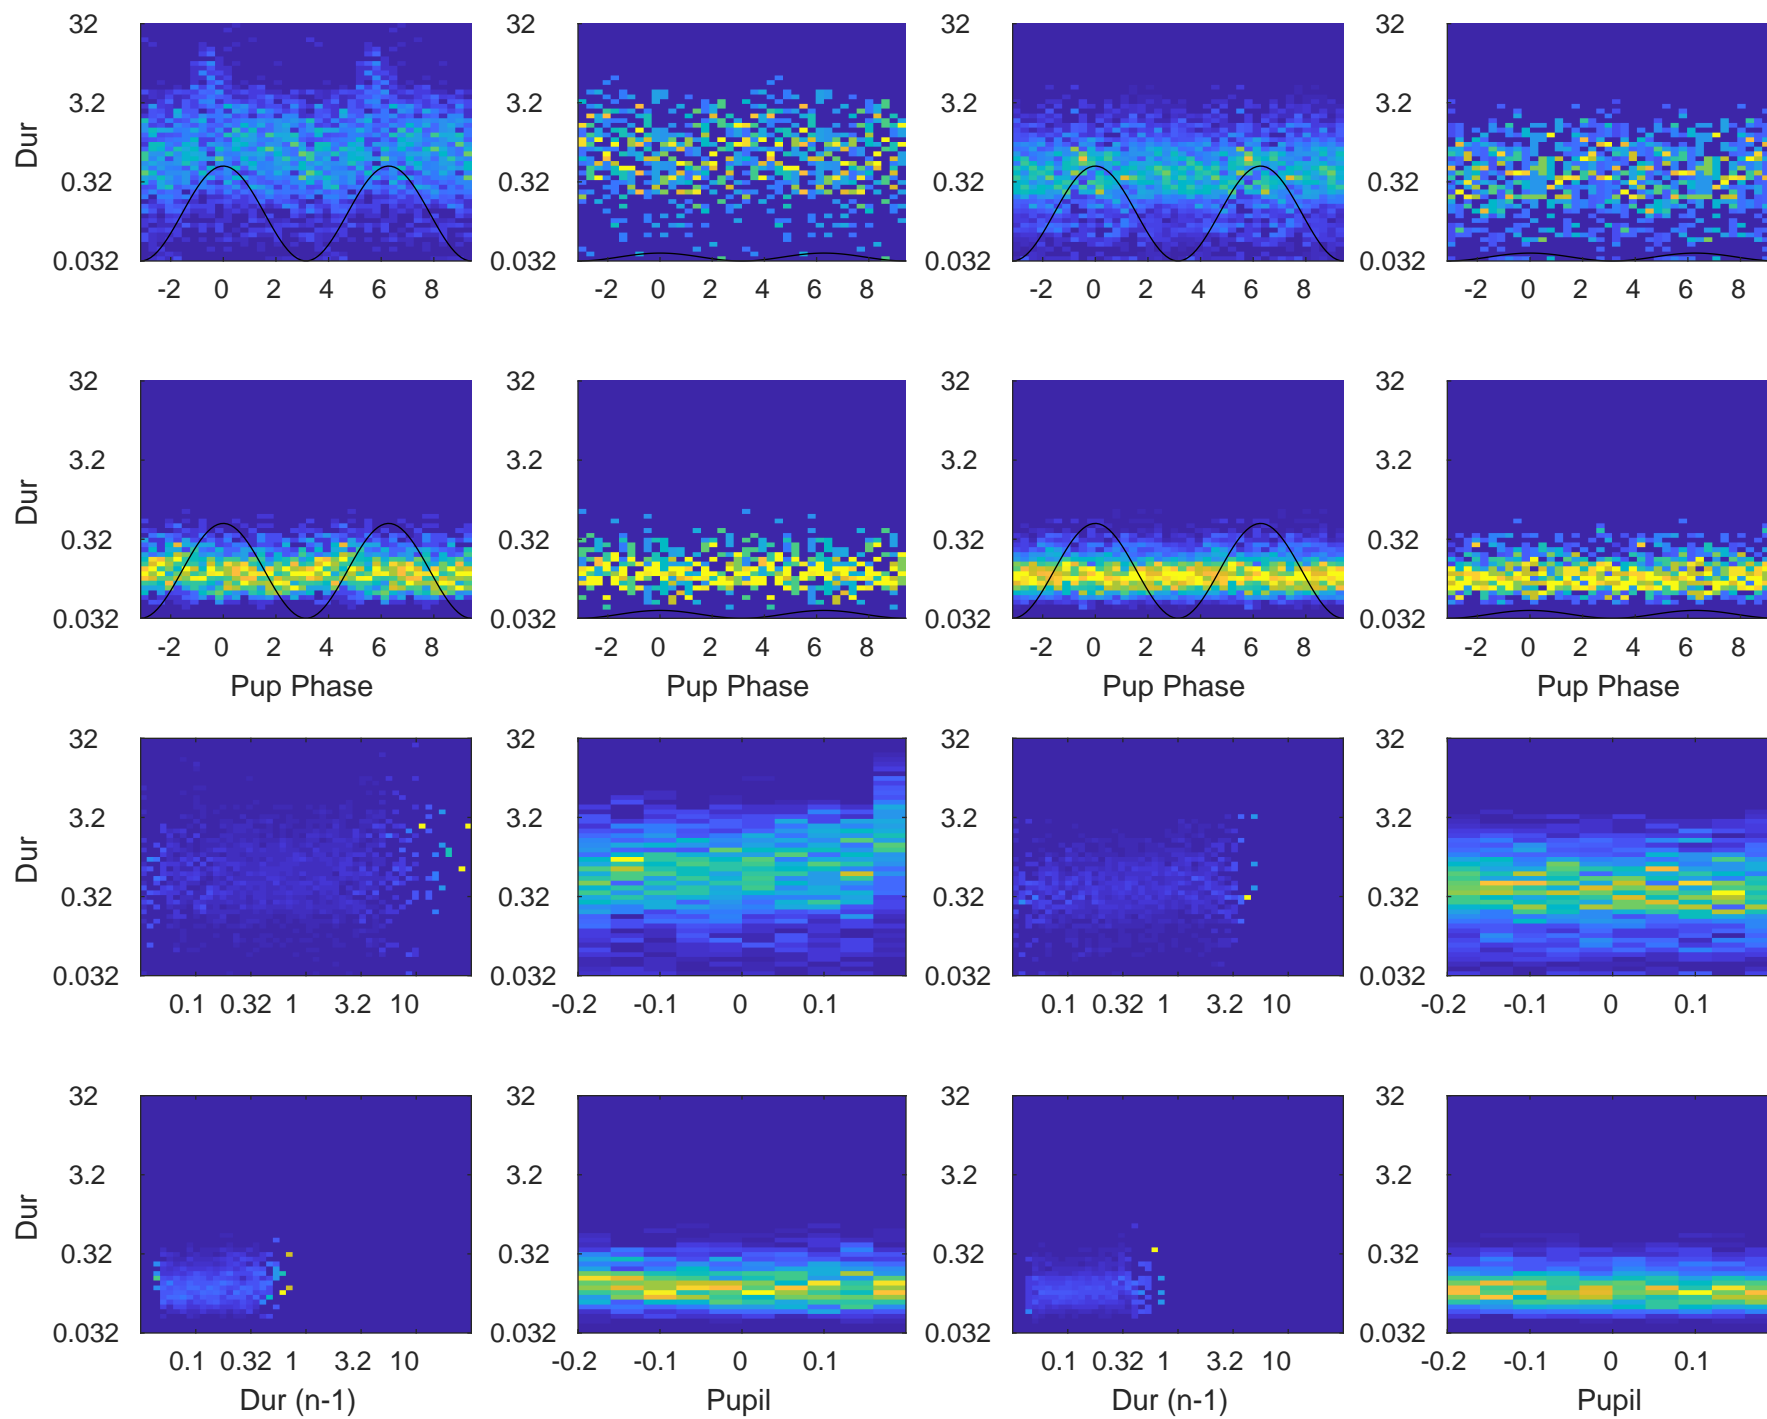 32 32 32 32
3.2 3.2 3.2 3.2
Dur
0.32 0.32 0.32 0.32
0.032 0.032 0.032 0.032
-2 0 2 4 6 8 -2 0 2 4 6 8 -2 0 2 4 6 8 -2 0 2 4 6 8
32 32 32 32
3.2 3.2 3.2 3.2
Dur
0.32 0.32 0.32 0.32
0.032 0.032 0.032 0.032
-2 0 2 4 6 8 -2 0 2 4 6 8 -2 0 2 4 6 8 -2 0 2 4 6 8
Pup Phase Pup Phase Pup Phase Pup Phase
32 32 32 32
3.2 3.2 3.2 3.2
Dur
0.32 0.32 0.32 0.32
0.032 0.032 0.032 0.032
0.1 0.32 1 3.2 10 -0.2 -0.1 0 0.1 0.1 0.32 1 3.2 10 -0.2 -0.1 0 0.1
32 32 32 32
3.2 3.2 3.2 3.2
Dur
0.32 0.32 0.32 0.32
0.032 0.032 0.032 0.032
0.1 0.32 1 3.2 10 -0.2 -0.1 0 0.1 0.1 0.32 1 3.2 10 -0.2 -0.1 0 0.1
Dur (n-1) Pupil Dur (n-1) Pupil